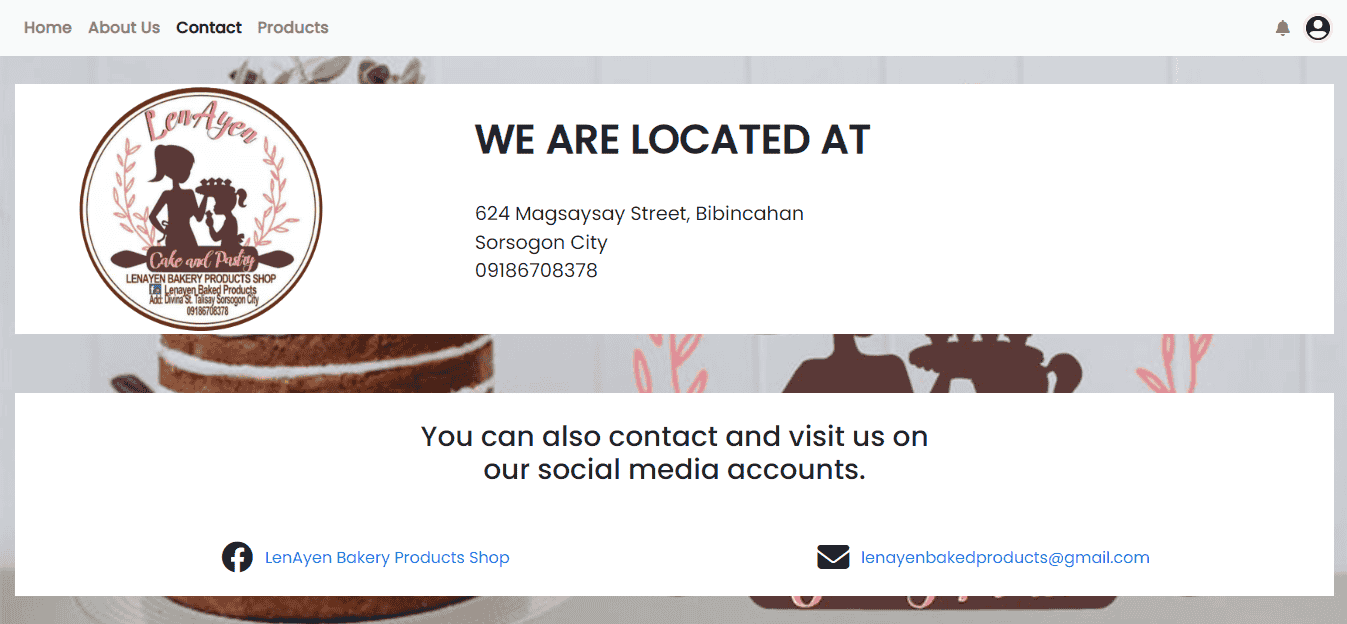 Home About Us Contact Products
LenAyen
Cake and Pastry
LENAYEN BAKERY PRODUCTS SHOP
Lenayen Baked Products
Add: Divina St. Talisay Sorsogon City
09186708378
WE ARE LOCATED AT
624 Magsaysay Street, Bibincahan
Sorsogon City
09186708378
You can also contact and visit us on
our social media accounts.
LenAyen Bakery Products Shop
lenayenbakedproducts@gmail.com